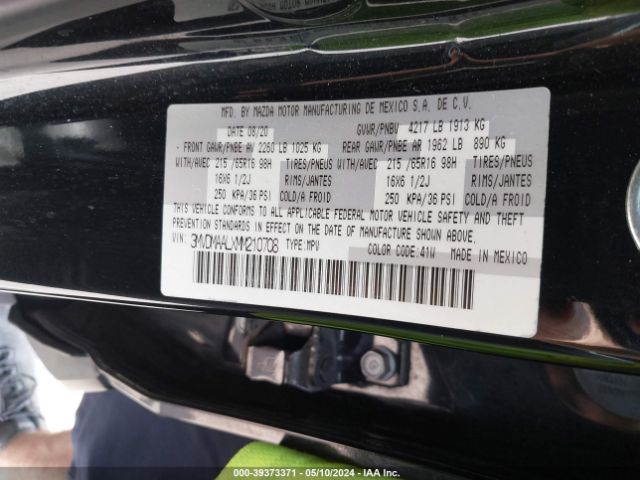 MFD. BY MAZDA MOTOR MANUFACTURING DE MEXICO S.A. DE C.V.
DATE 08/20 GVWR/PNBV 4217 LB 1913 KG
FRONT GAWR/PNBE AV 2260 LB 1025 KG REAR GAWR/PNBE AR 1962 LB 890 KG
WITH/AVEC 215 /65R16 98H TIRES/PNEUS WITH/AVEC 215 /65R16 98H TIRES/PNEUS
16X6 1/2J RIMS/JANTES 16X6 1/2J RIMS/JANTES
250 KPA/36 PSI COLD/A FROID 250 KPA/36 PSI COLD/A FROID
THIS VEHICLE CONFORMS TO ALL APPLICABLE FEDERAL MOTOR VEHICLE SAFETY AND THEFT
PREVENTION STANDARDS IN EFFECT ON THE DATE OF MANUFACTURE SHOWN ABOVE.
VIN: 3MVDMAALXMM210708 TYPE:MPV COLOR CODE:41W MADE IN MEXICO
000-39373371 - 05/10/2024 - IAA Inc.